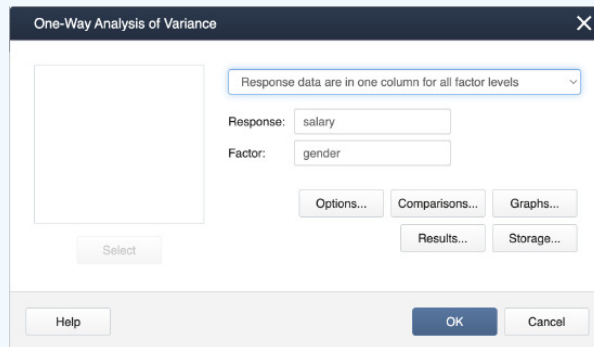 One-Way Analysis of Variance
Response data are in one column for all factor levels
Response: salary
Factor: gender
Options... Comparisons... Graphs...
Select Results... Storage...
Help OK Cancel